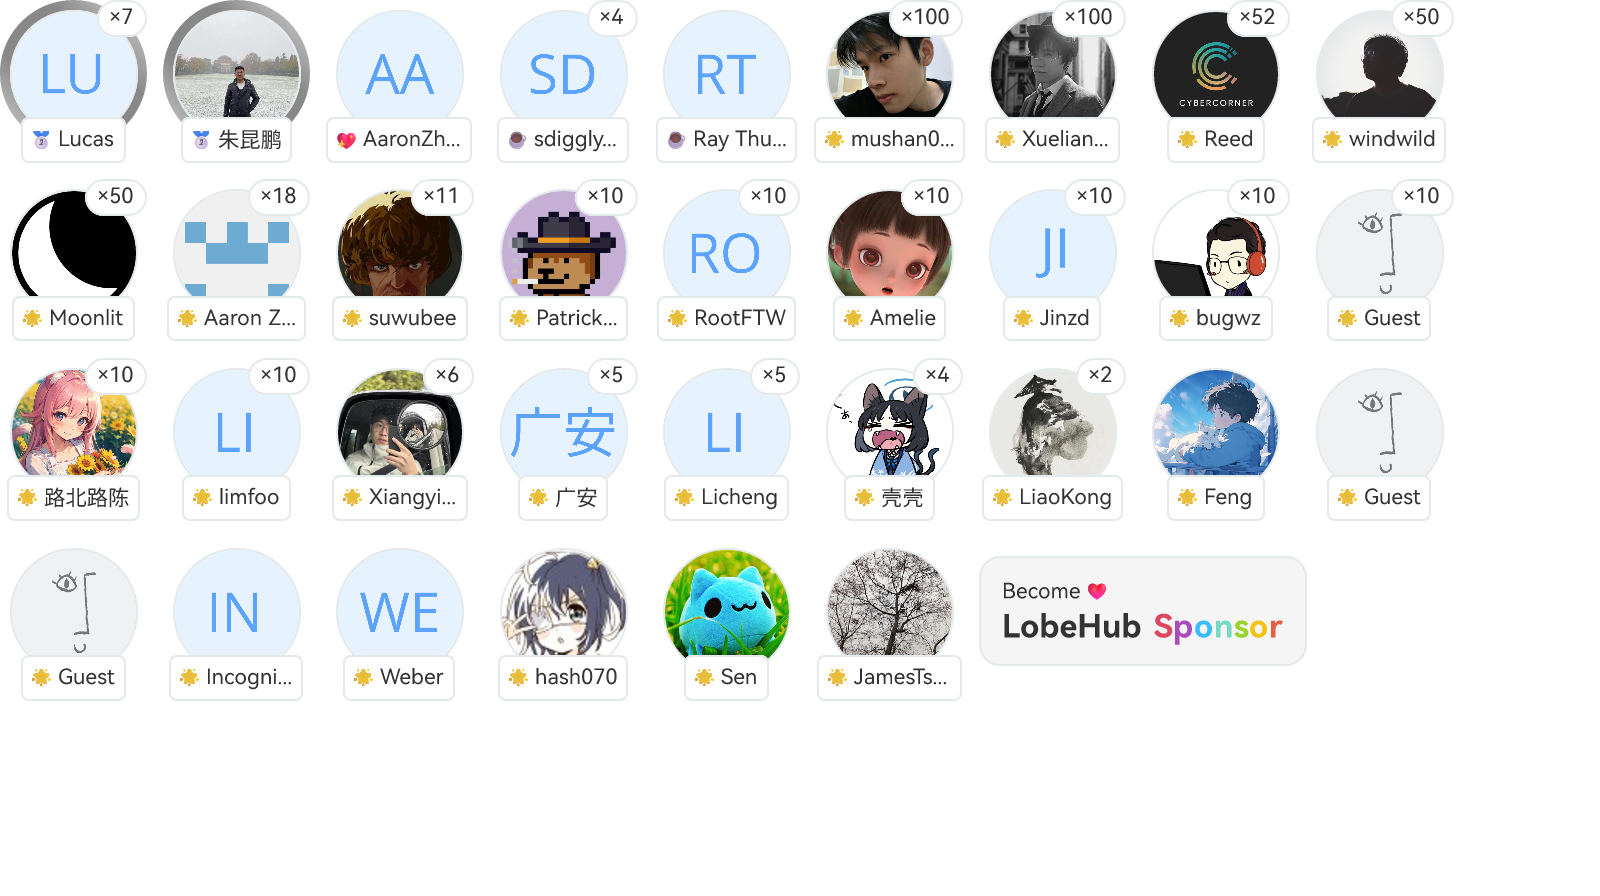 ×7
×4
×100
×100
×52
×50
LU
AA
SD
RT
CYBERCORNER
Lucas
朱昆鹏
AaronZh...
sdiggly...
Ray Thu...
mushan0...
Xuelian...
Reed
windwild
×50
×18
×11
×10
×10
×10
×10
×10
×10
RO
JI
Moonlit
Aaron Z...
suwubee
Patrick...
RootFTW
Amelie
Jinzd
bugwz
Guest
×10
×10
×6
×5
×5
×4
×2
LI
广安
LI
路北路陈
limfoo
Xiangyi...
广安
Licheng
壳壳
LiaoKong
Feng
Guest
IN
WE
Guest
Incogni...
Weber
hash070
Sen
JamesTs...
Become
LobeHub Sponsor